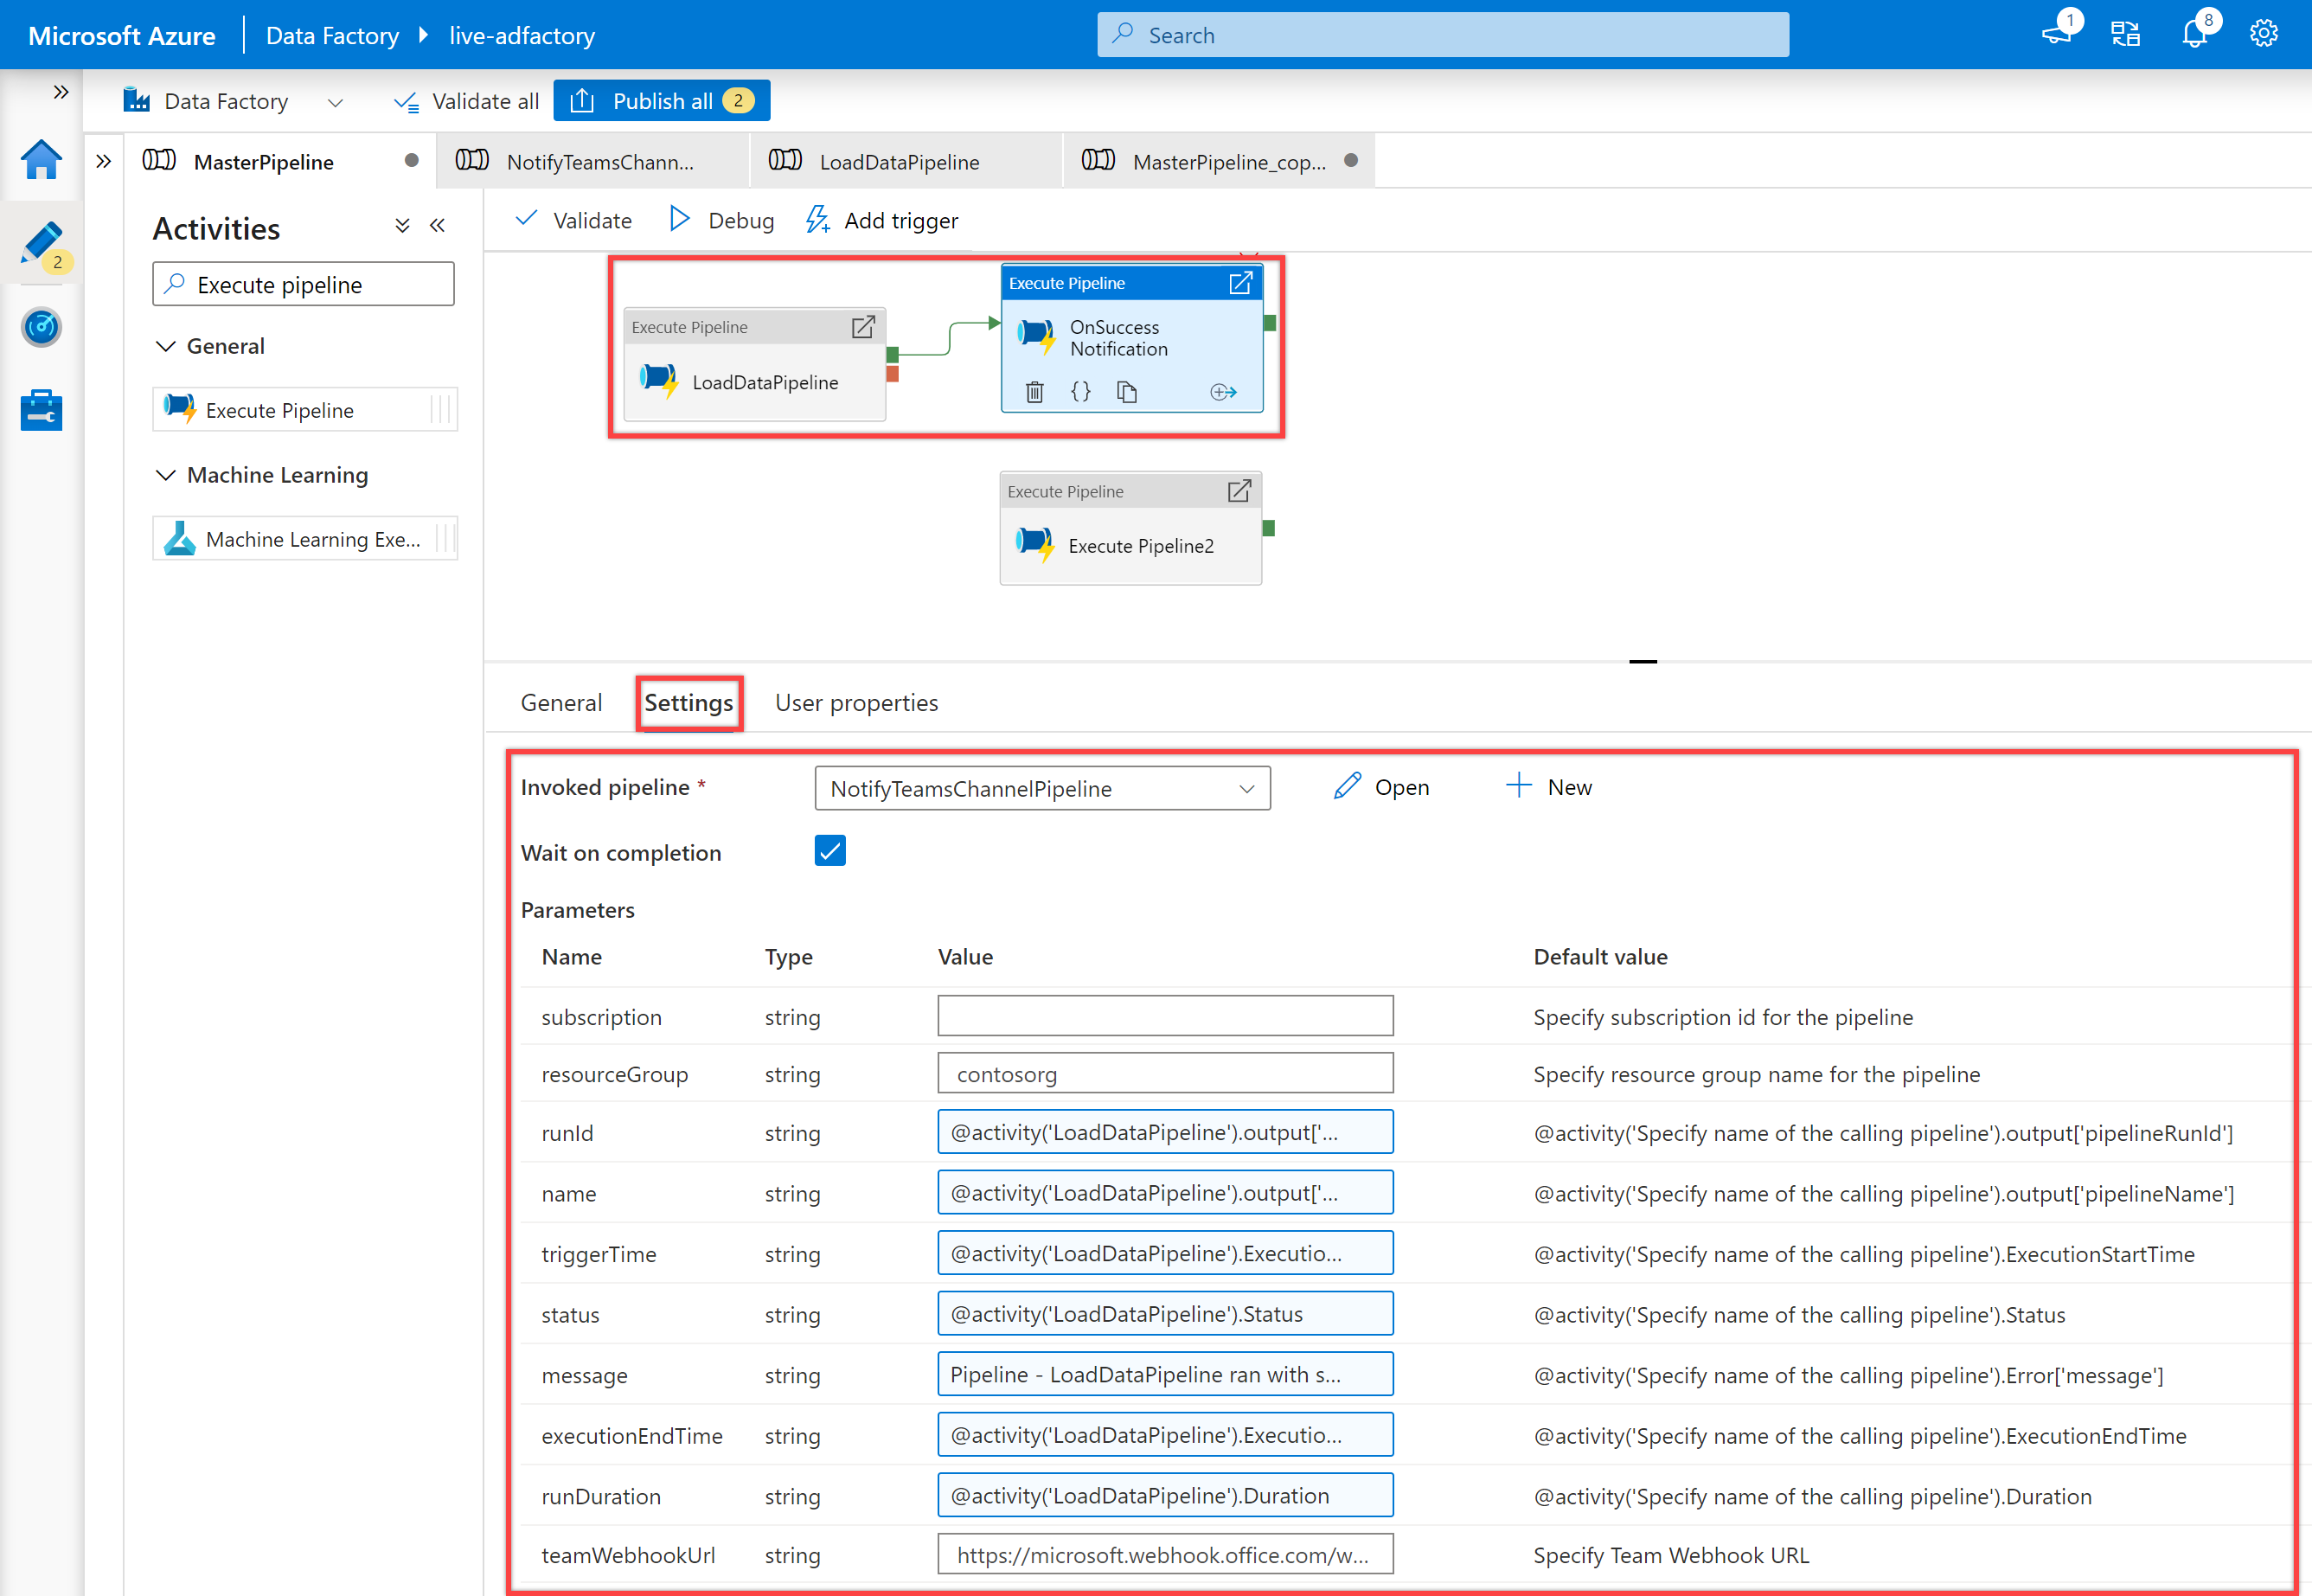 Microsoft Azure
Data Factory
live-adfactory
Search
1
8
Data Factory
Validate all
Publish all 2
MasterPipeline
NotifyTeamsChann...
LoadDataPipeline
MasterPipeline_cop...
2
Activities
Execute pipeline
General
Execute Pipeline
Machine Learning
Machine Learning Exe...
Validate
Debug
Add trigger
Execute Pipeline
LoadDataPipeline
Execute Pipeline
OnSuccess
Notification
{}
Execute Pipeline
Execute Pipeline2
General
Settings
User properties
Invoked pipeline *
NotifyTeamsChannelPipeline
Open
New
Wait on completion
Parameters
Name Type Value Default value
subscription string Specify subscription id for the pipeline
resourceGroup string contosorg Specify resource group name for the pipeline
runId string @activity('LoadDataPipeline').output['... @activity('Specify name of the calling pipeline').output['pipelineRunId']
name string @activity('LoadDataPipeline').output['... @activity('Specify name of the calling pipeline').output['pipelineName']
triggerTime string @activity('LoadDataPipeline').Executio... @activity('Specify name of the calling pipeline').ExecutionStartTime
status string @activity('LoadDataPipeline').Status @activity('Specify name of the calling pipeline').Status
message string Pipeline - LoadDataPipeline ran with s... @activity('Specify name of the calling pipeline').Error['message']
executionEndTime string @activity('LoadDataPipeline').Executio... @activity('Specify name of the calling pipeline').ExecutionEndTime
runDuration string @activity('LoadDataPipeline').Duration @activity('Specify name of the calling pipeline').Duration
teamWebhookUrl string https://microsoft.webhook.office.com/w... Specify Team Webhook URL